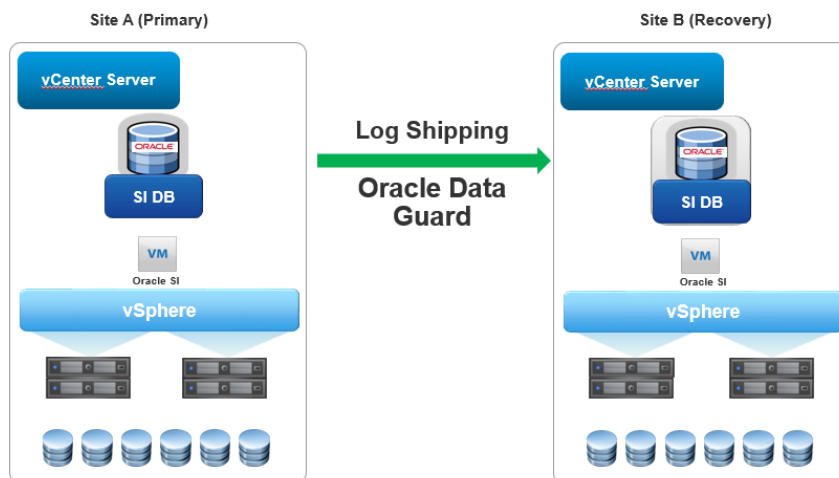 Site A (Primary)
vCenter Server
ORACLE
SI DB
VM
Oracle SI
vSphere
Log Shipping
Oracle Data
Guard
Site B (Recovery)
vCenter Server
ORACLE
SI DB
VM
Oracle SI
vSphere